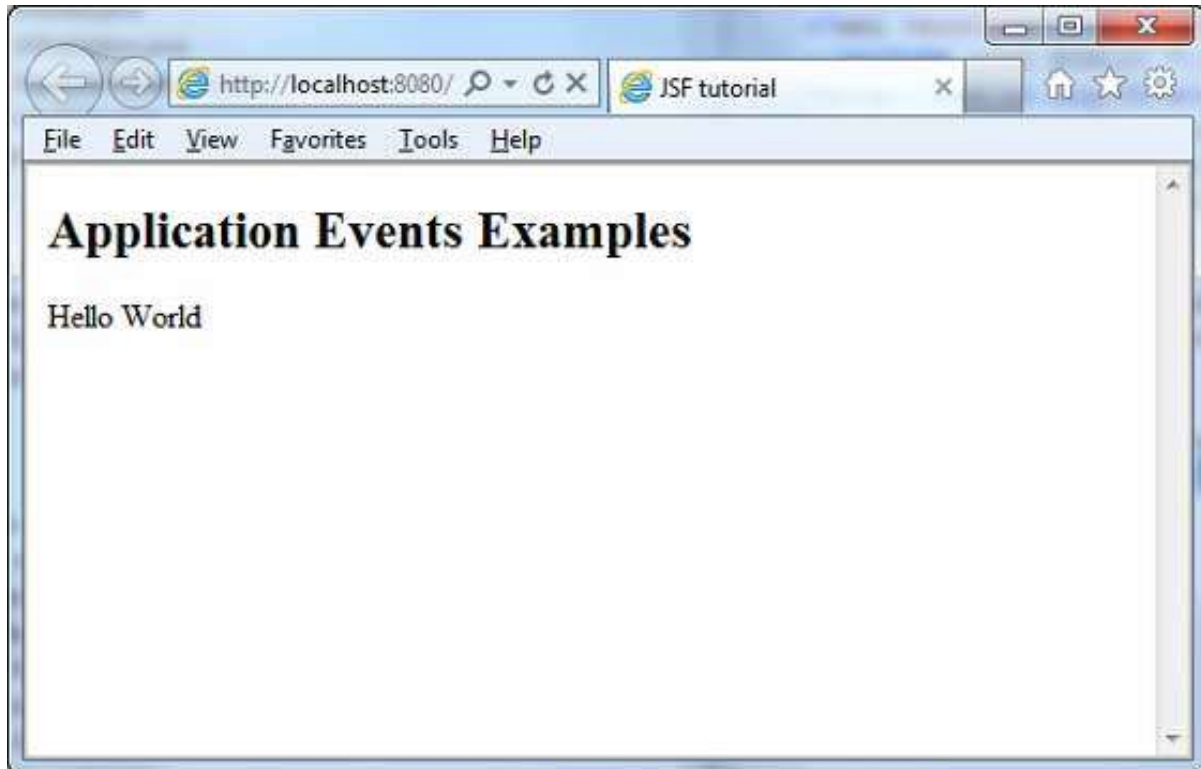 http://localhost:8080/
JSF tutorial
File Edit View Favorites Tools Help
Application Events Examples
Hello World